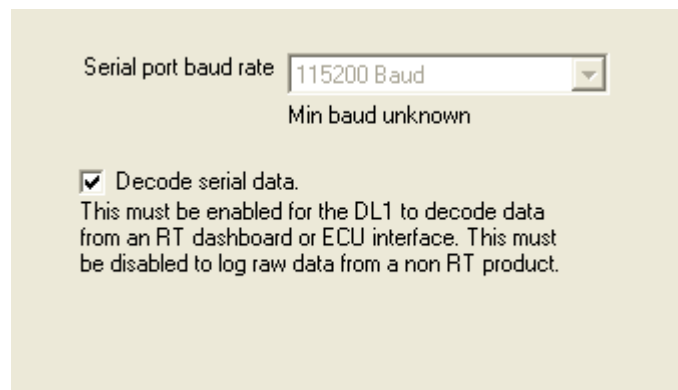 Serial port baud rate 115200 Baud
Min baud unknown
Decode serial data.
This must be enabled for the DL1 to decode data
from an RT dashboard or ECU interface. This must
be disabled to log raw data from a non RT product.